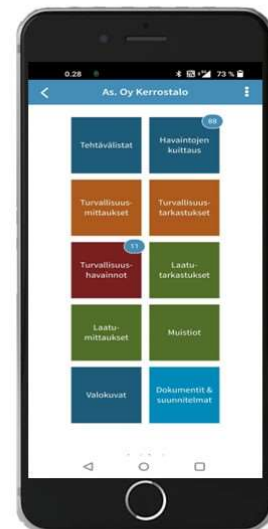 0.28 73 %
As. Oy Kerrostalo
Tehtävälistat
68
Havaintojen
kuittaus
Turvallisuus-
mittaukset
Turvallisuus-
tarkastukset
11
Turvallisuus-
havainnot
Laatu-
tarkastukset
Laatu-
mittaukset
Muistiot
Valokuvat
Dokumentit &
suunnitelmat